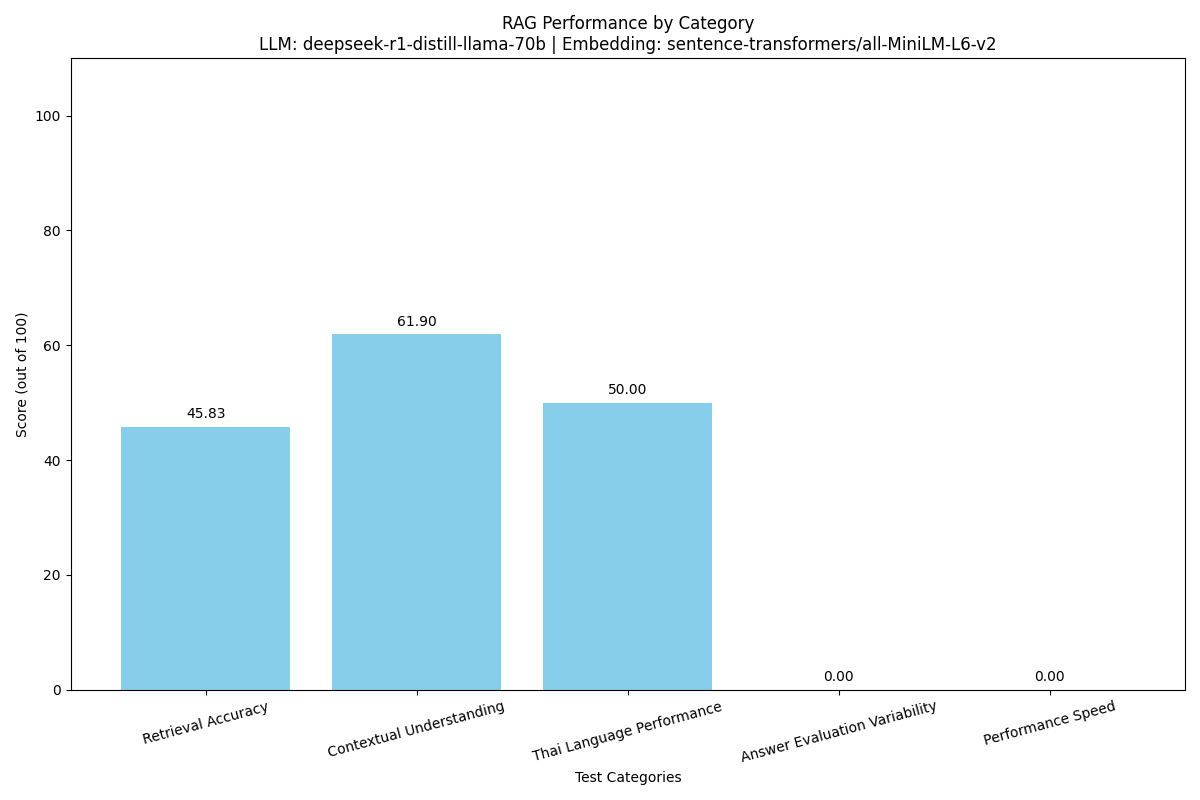 RAG Performance by Category
LLM: deepseek-r1-distill-llama-70b | Embedding: sentence-transformers/all-MiniLM-L6-v2
Score (out of 100)
100
80
60
40
20
0
45.83
61.90
50.00
0.00
0.00
Retrieval Accuracy
Contextual Understanding
Thai Language Performance
Answer Evaluation Variability
Performance Speed
Test Categories